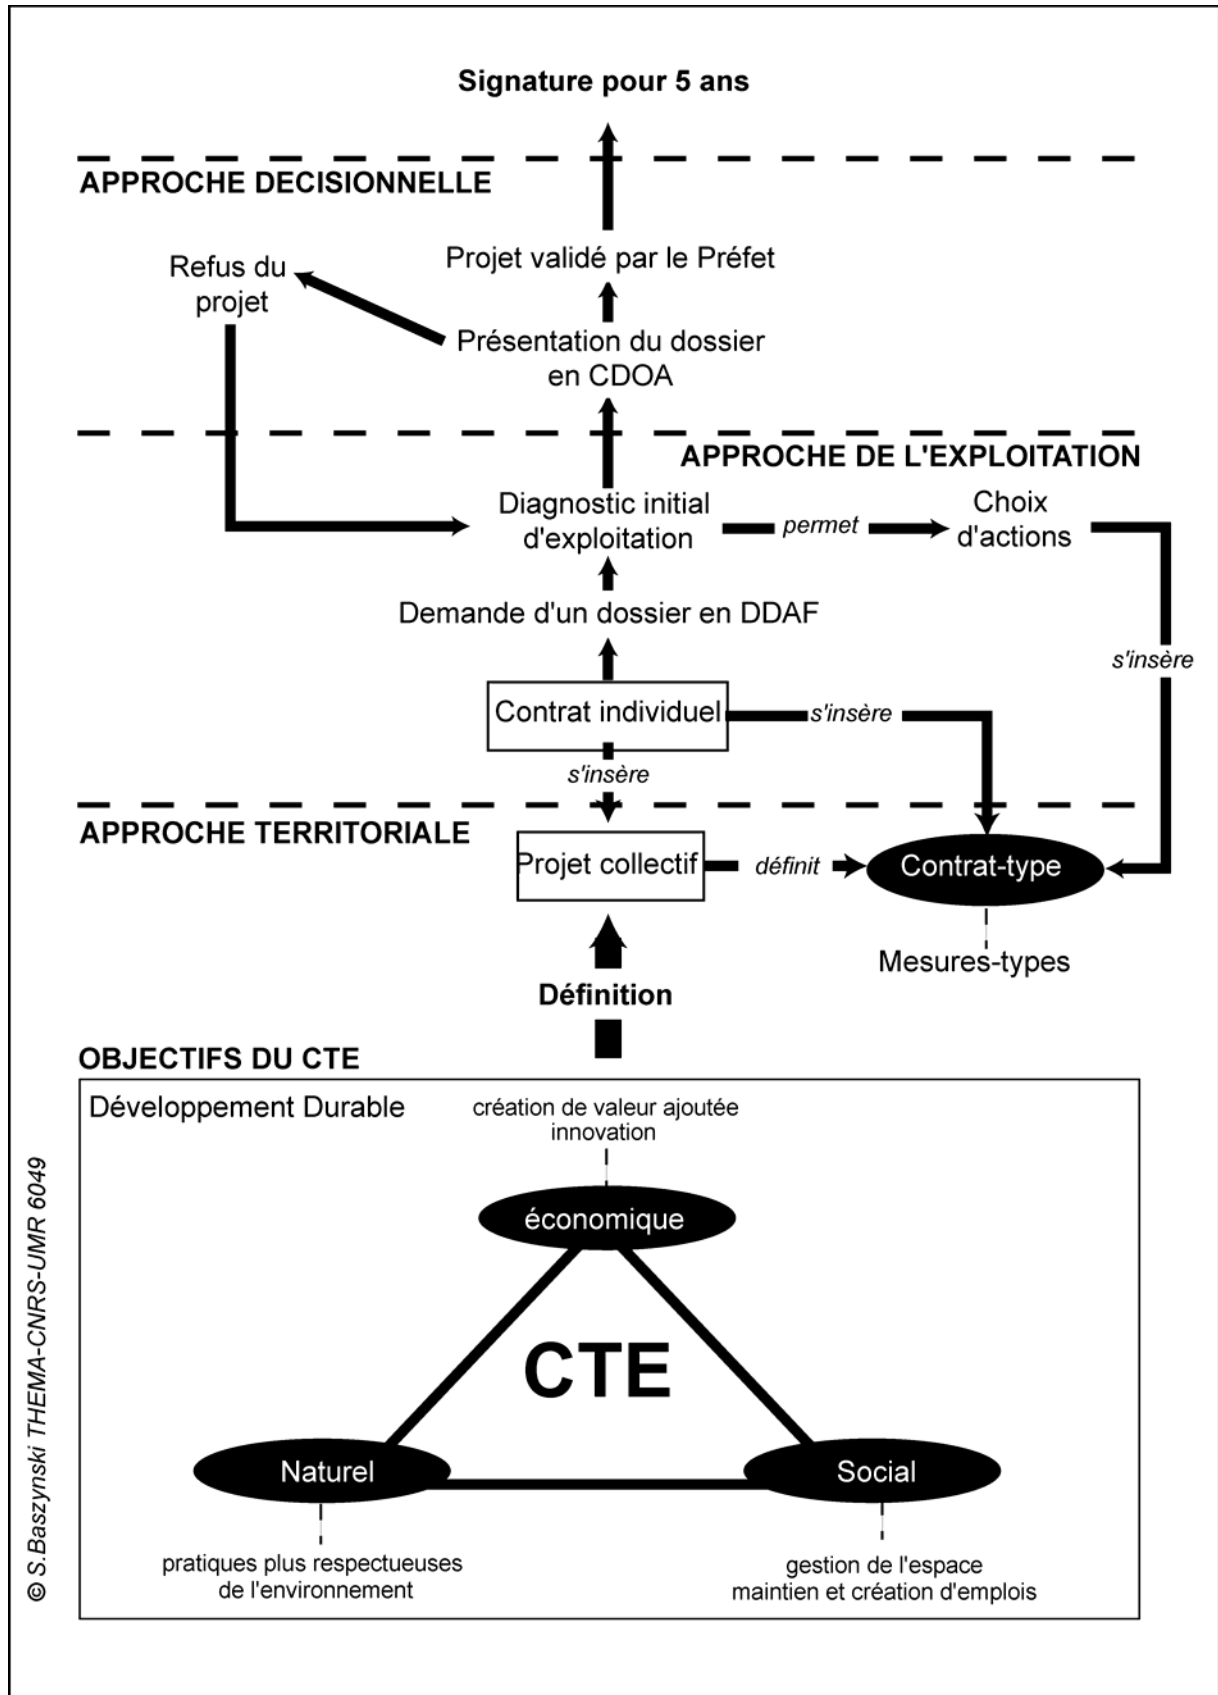 Signature pour 5 ans
APPROCHE DECISIONNELLE
Refus du
projet
Projet validé par le Préfet
Présentation du dossier
en CDOA
APPROCHE DE L'EXPLOITATION
Diagnostic initial
d'exploitation
permet
Choix
d'actions
Demande d'un dossier en DDAF
s'insère
Contrat individuel
s'insère
s'insère
APPROCHE TERRITORIALE
Projet collectif
définit
Contrat-type
Mesures-types
Définition
OBJECTIFS DU CTE
Développement Durable
création de valeur ajoutée
innovation
économique
CTE
Naturel
Social
pratiques plus respectueuses
de l'environnement
gestion de l'espace
maintien et création d'emplois
© S.Baszynski THEMA-CNRS-UMR 6049